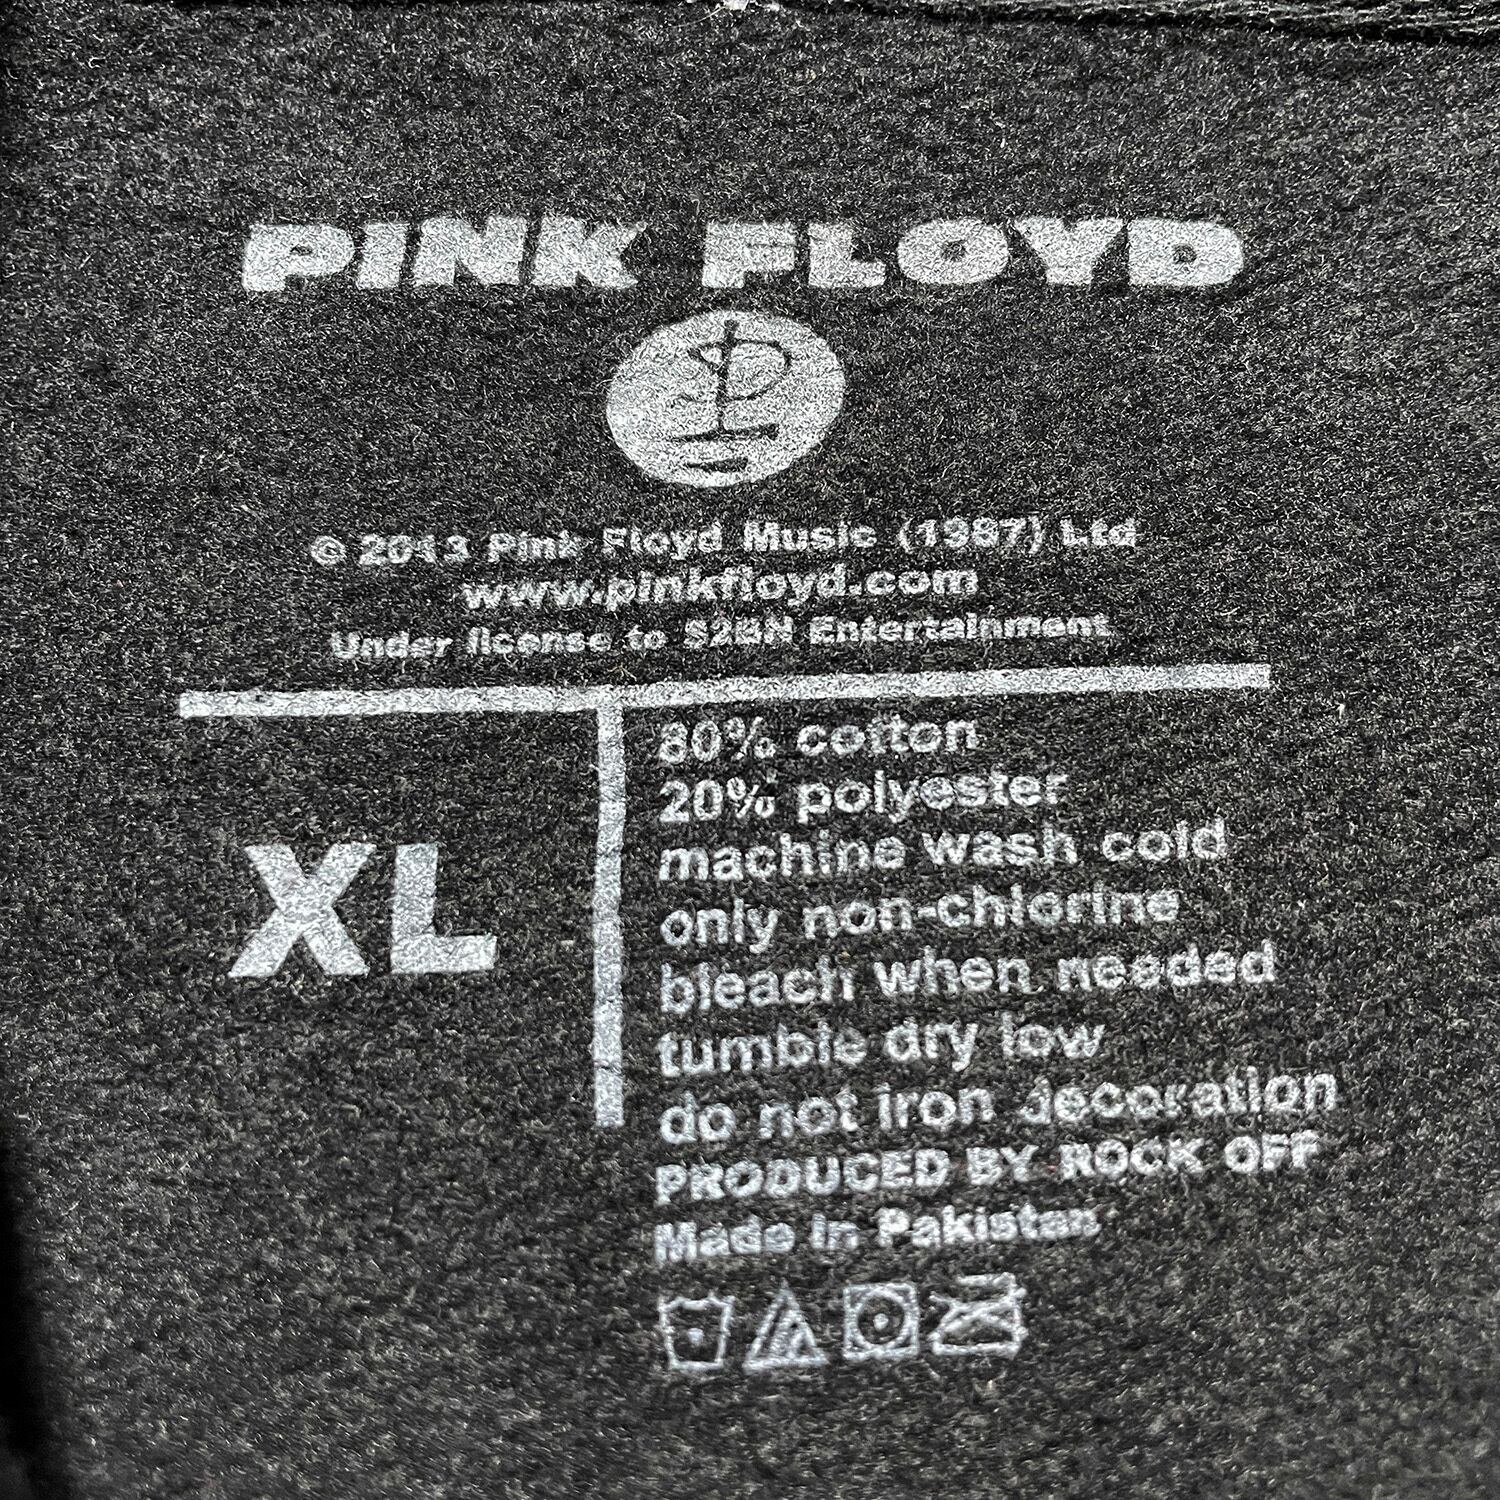 PINK FLOYD
© 2013 Pink Floyd Music (1987) Ltd
www.pinkfloyd.com
Under license to S2BN Entertainment
XL
80% cotton
20% polyester
machine wash cold
only non-chlorine
bleach when needed
tumble dry low
do not iron decoration
PRODUCED BY ROCK OFF
Made in Pakistan